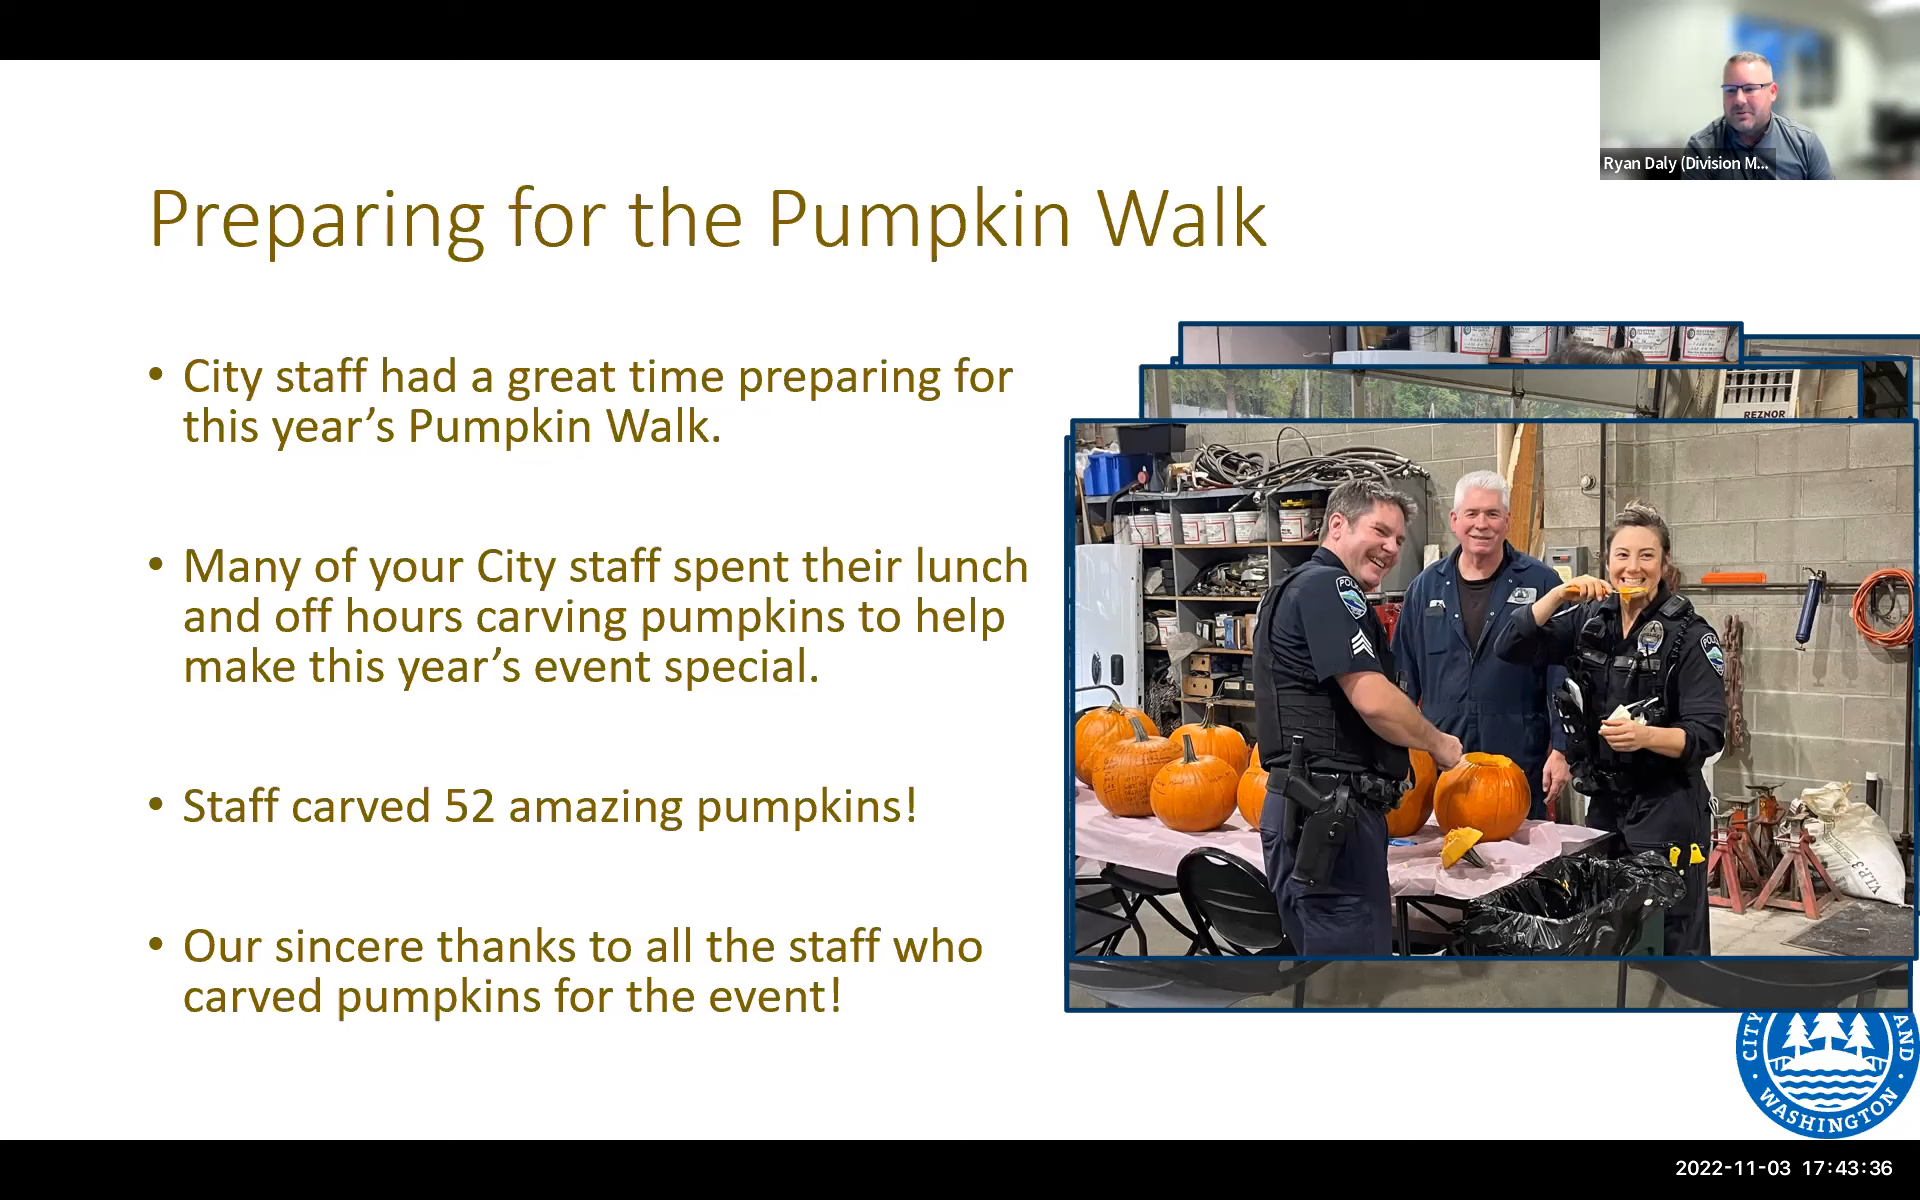 Ryan Daly (Division M...
Preparing for the Pumpkin Walk
• City staff had a great time preparing for
this year’s Pumpkin Walk.
• Many of your City staff spent their lunch
and off hours carving pumpkins to help
make this year’s event special.
• Staff carved 52 amazing pumpkins!
• Our sincere thanks to all the staff who
carved pumpkins for the event!
REZNOR
POLI
POLI
V.I.P.3
CITY
AND
WASHINGTON
2022-11-03 17:43:36